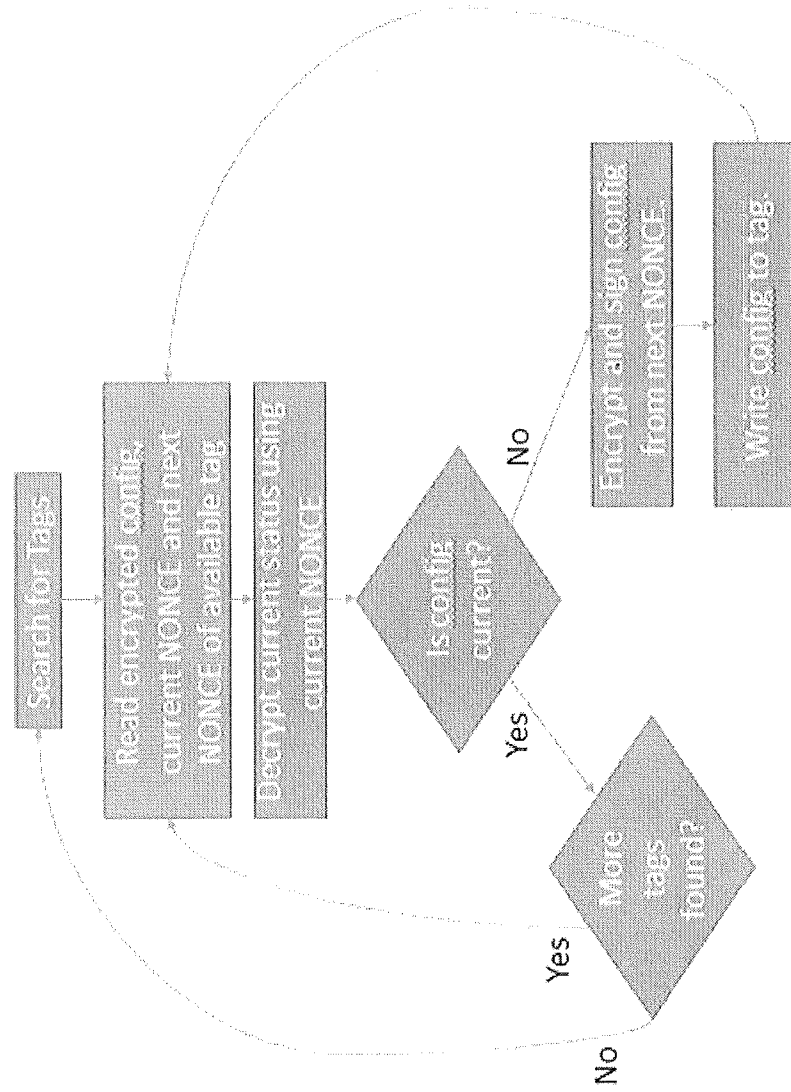 Search for Tags
Read encrypted config,
current NONCE and next
NONCE of available tag
Decrypt current status using
current NONCE
Is config
current?
Yes
No
More
tags
found?
Yes
No
Encrypt and sign config
from next NONCE.
Write config to tag.